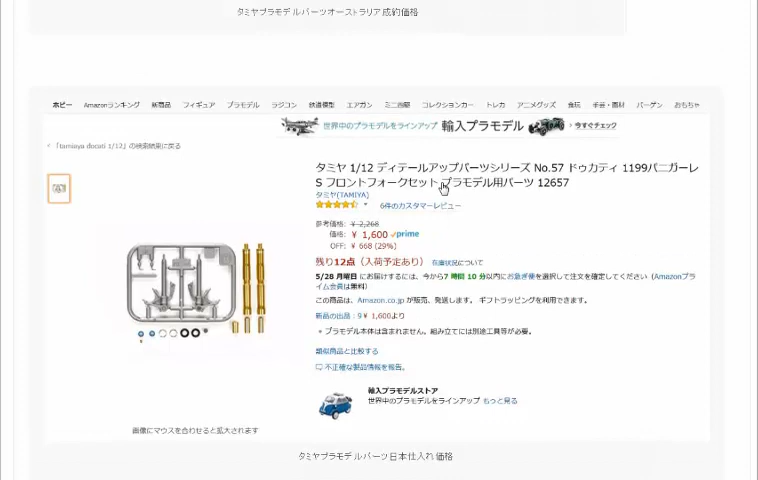 タミヤプラモデルパーツオーストラリア成約価格
ホビー Amazonランキング 新商品 フィギュア プラモデル ラジコン 鉄道模型 エアガン ミニ四駆 コレクションカー トレカ アニメグッズ 食玩 手芸・画材 バーゲン おもちゃ
世界中のプラモデルをラインアップ 輸入プラモデル 今すぐチェック
‹ 「tamiaya docati 1/12」の検索結果に戻る
タミヤ 1/12 ディテールアップパーツシリーズ No.57 ドゥカティ 1199パニガーレ
S フロントフォークセット プラモデル用パーツ 12657
タミヤ(TAMIYA)
6件のカスタマーレビュー
参考価格: ¥ 2,268
価格: ¥ 1,600 prime
OFF: ¥ 668 (29%)
残り12点（入荷予定あり） 在庫状況について
5/28 月曜日 にお届けするには、今から7 時間 10 分以内にお急ぎ便を選択して注文を確定してください（Amazonプラ
イム会員は無料）
この商品は、Amazon.co.jp が販売、発送します。 ギフトラッピングを利用できます。
新品の出品：9 ¥ 1,600より
プラモデル本体は含まれません。組み立てには別途工具等が必要。
類似商品と比較する
不正確な製品情報を報告。
輸入プラモデルストア
世界中のプラモデルをラインアップ もっと見る
画像にマウスを合わせると拡大されます
タミヤプラモデルパーツ日本仕入れ価格